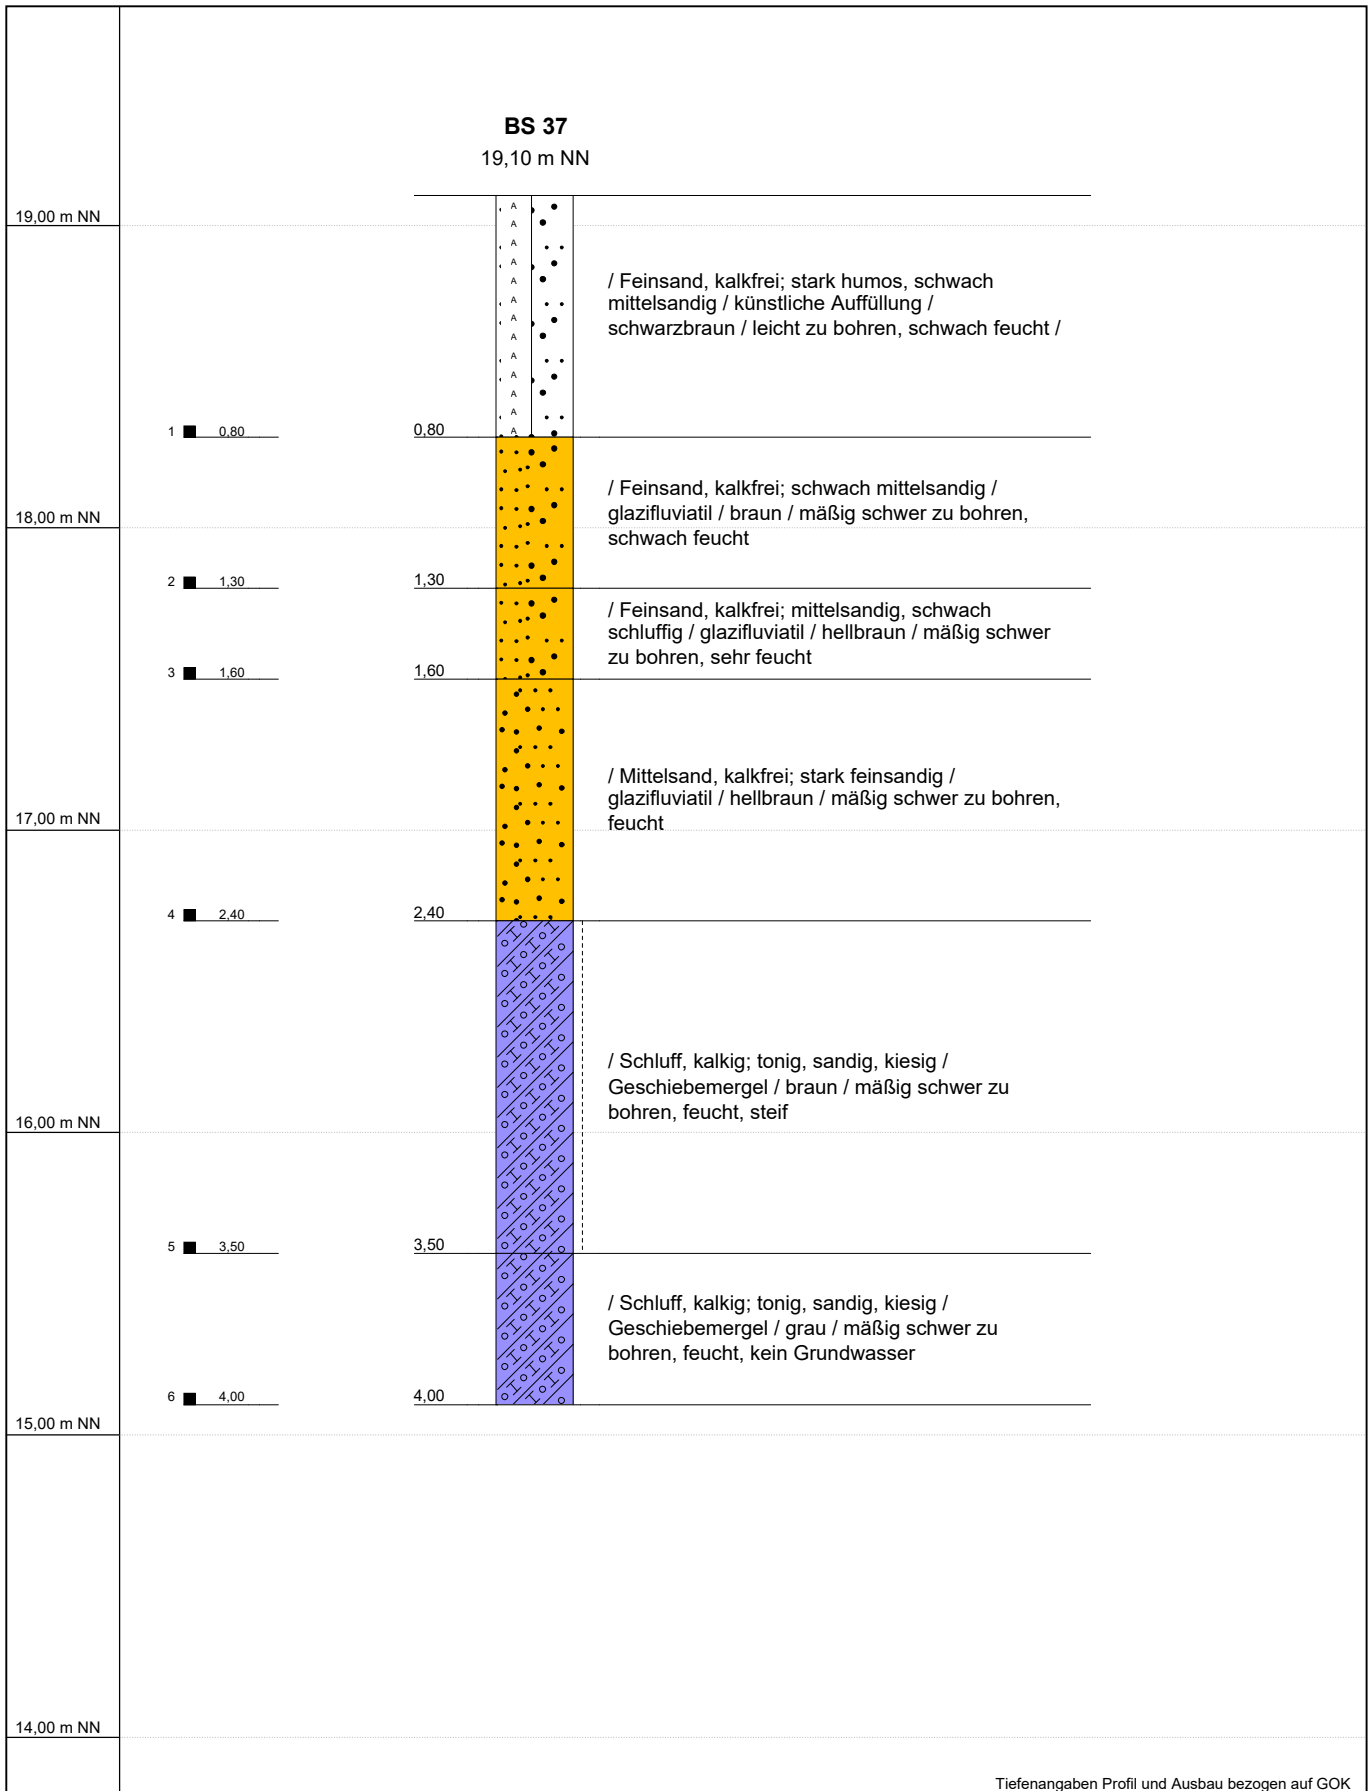 BS 37
19,10 m NN
19,00 m NN
/ Feinsand, kalkfrei; stark humos, schwach
mittelsandig / künstliche Auffüllung /
schwarzbraun / leicht zu bohren, schwach feucht /
1 0,80 0,80
/ Feinsand, kalkfrei; schwach mittelsandig /
glazifluviatil / braun / mäßig schwer zu bohren,
schwach feucht
18,00 m NN
2 1,30 1,30
/ Feinsand, kalkfrei; mittelsandig, schwach
schluffig / glazifluviatil / hellbraun / mäßig schwer
zu bohren, sehr feucht
3 1,60 1,60
/ Mittelsand, kalkfrei; stark feinsandig /
glazifluviatil / hellbraun / mäßig schwer zu bohren,
feucht
17,00 m NN
4 2,40 2,40
/ Schluff, kalkig; tonig, sandig, kiesig /
Geschiebemergel / braun / mäßig schwer zu
bohren, feucht, steif
16,00 m NN
5 3,50 3,50
/ Schluff, kalkig; tonig, sandig, kiesig /
Geschiebemergel / grau / mäßig schwer zu
bohren, feucht, kein Grundwasser
6 4,00 4,00
15,00 m NN
14,00 m NN
Tiefenangaben Profil und Ausbau bezogen auf GOK
A
A
A
A
A
A
A
A
A
A
A
A
A